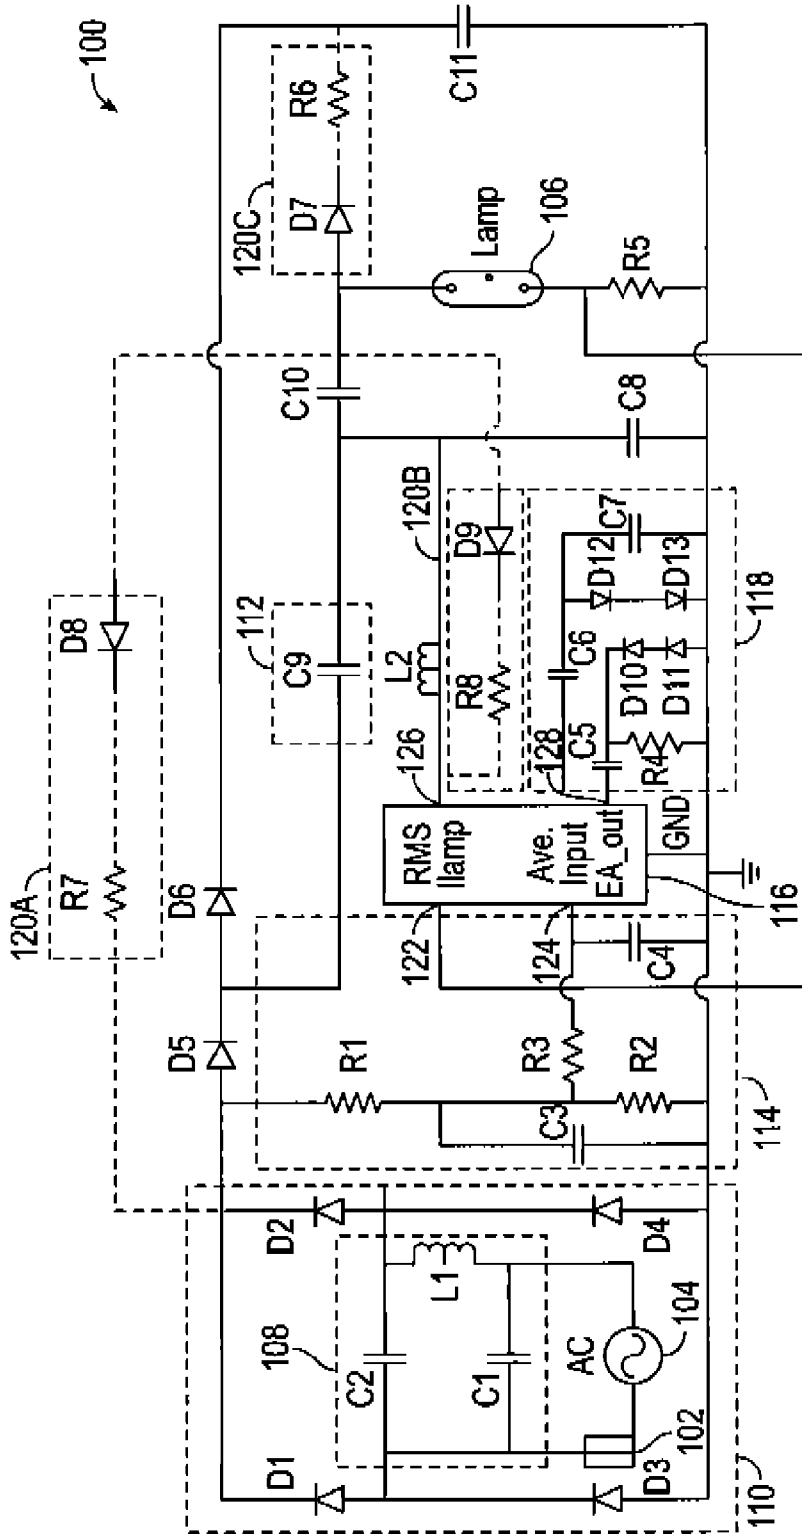 100
120A
R7
D8
D5
D6
120C
D7
R6
C11
112
C9
C10
L2
120B
R8
D9
Lamp
106
R5
C8
RMS
Ilamp
Ave.
Input
EA_out
GND
122
124
126
128
116
C5
C6
C7
R4
D10
D11
D12
D13
118
R1
R3
R2
C3
C4
114
D1
D2
D3
D4
108
C2
L1
C1
AC
104
102
110